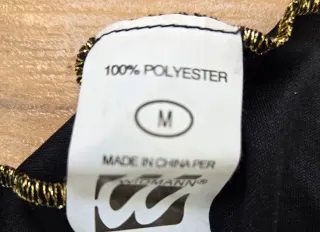 100% POLYESTER
M
MADE IN CHINA PER
WIDMANN®